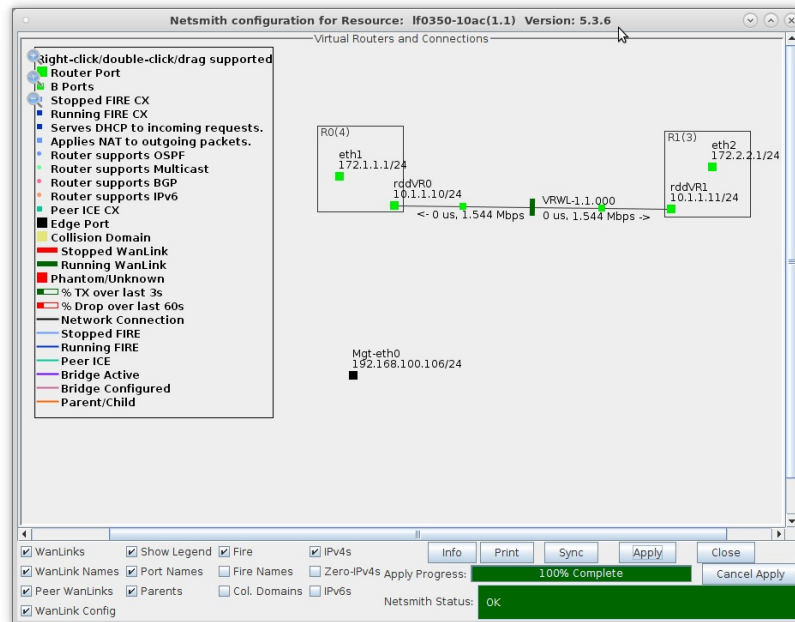 Netsmith configuration for Resource: lf0350-10ac(1.1) Version: 5.3.6
Virtual Routers and Connections
Right-click/double-click/drag supported
Router Port
B Ports
Stopped FIRE CX
Running FIRE CX
Serves DHCP to incoming requests.
Applies NAT to outgoing packets.
Router supports OSPF
Router supports Multicast
Router supports BGP
Router supports IPv6
Peer ICE CX
Edge Port
Collision Domain
Stopped WanLink
Running WanLink
Phantom/Unknown
% TX over last 3s
% Drop over last 60s
Network Connection
Stopped FIRE
Running FIRE
Peer ICE
Bridge Active
Bridge Configured
Parent/Child
R0(4)
eth1
172.1.1.1/24
rddVR0
10.1.1.10/24
VRWL-1.1.000
<- 0 us, 1.544 Mbps
0 us, 1.544 Mbps ->
R1(3)
eth2
172.2.2.1/24
rddVR1
10.1.1.11/24
Mgt-eth0
192.168.100.106/24
WanLinks Show Legend Fire IPv4s Info Print Sync Apply Close
WanLink Names Port Names Fire Names Zero-IPv4s Apply Progress: 100% Complete Cancel Apply
Peer WanLinks Parents Col. Domains IPv6s Netsmith Status: OK
WanLink Config